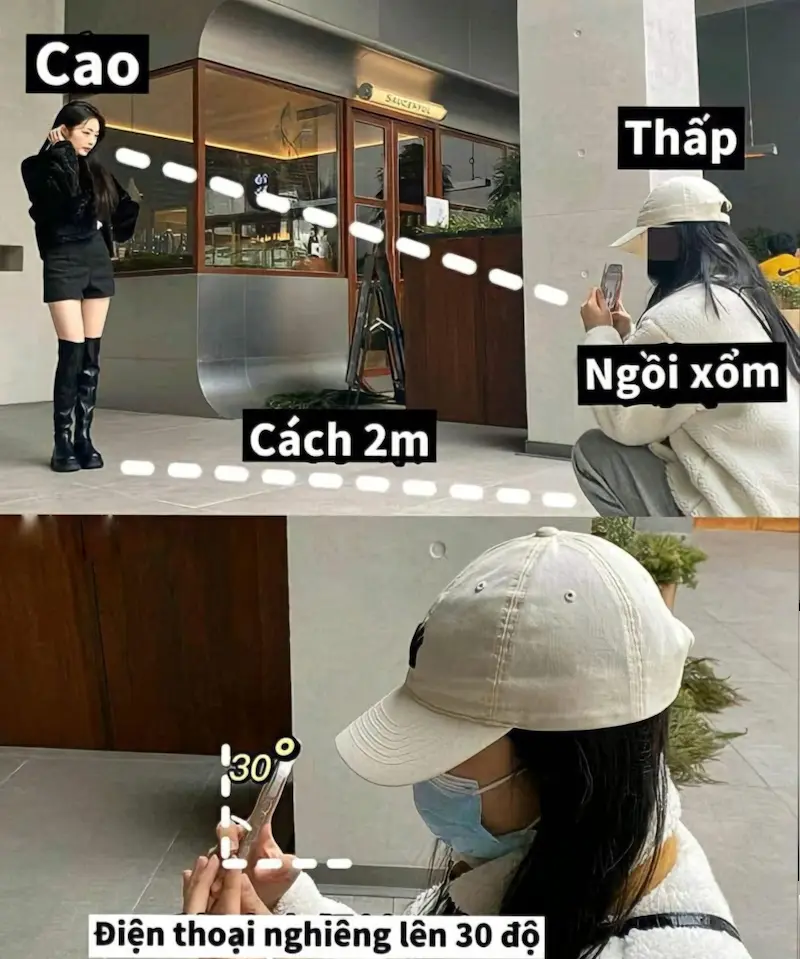 Cao
Thấp
Ngồi xổm
Cách 2m
30°
Điện thoại nghiêng lên 30 độ